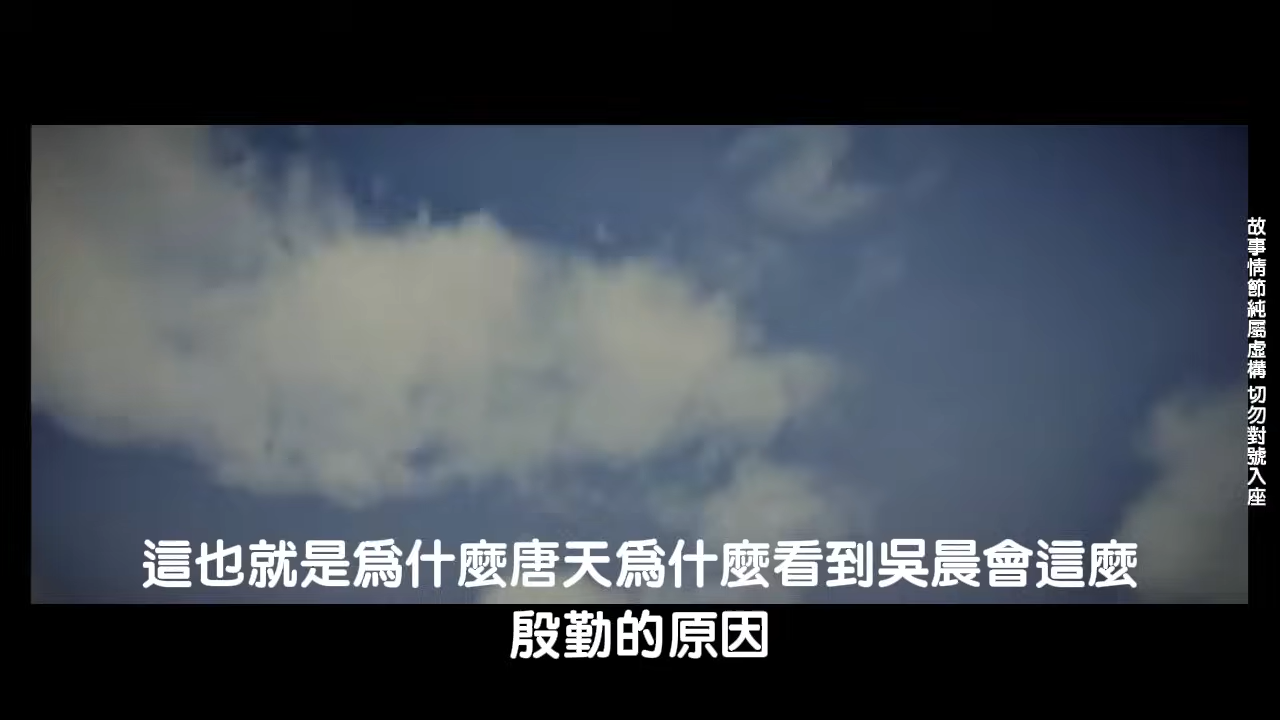 故事情節純屬虛構 切勿對號入座
這也就是爲什麼唐天爲什麼看到吳晨會這麼
殷勤的原因